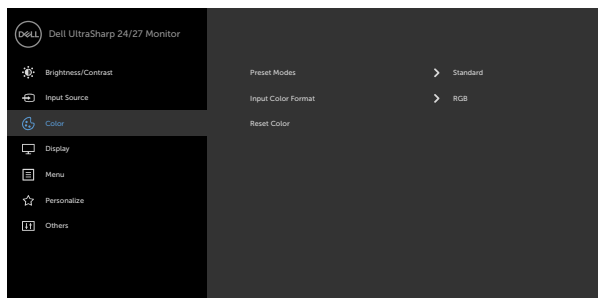 DELL Dell UltraSharp 24/27 Monitor
Brightness/Contrast
Preset Modes Standard
Input Source
Input Color Format RGB
Color
Reset Color
Display
Menu
Personalize
Others